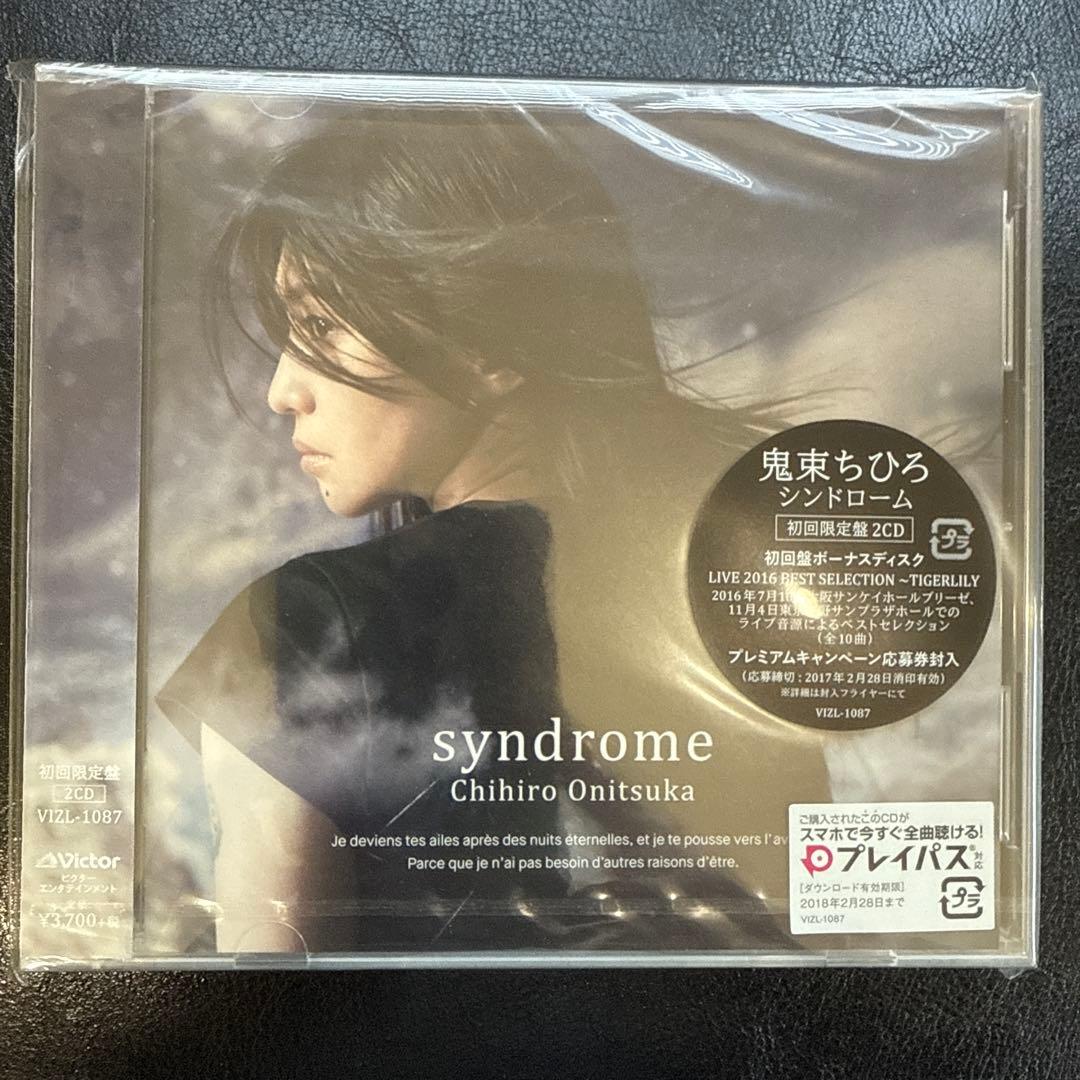 鬼束ちひろ
シンドローム
初回限定盤 2CD
プラ
初回盤ボーナスディスク
LIVE 2016 BEST SELECTION ~TIGERLILY
2016年7月 大阪サンケイホールブリーゼ、
11月4日東 野サンプラザホールでの
ライブ音源によるベストセレクション
(全10曲)
プレミアムキャンペーン応募券封入
(応募締切:2017年2月28日消印有効)
※詳細は封入フライヤーにて
VIZL-1087
syndrome
Chihiro Onitsuka
Je deviens tes ailes après des nuits éternelles, et je te pousse vers l'av
Parce que je n'ai pas besoin d'autres raisons d'être.
初回限定盤
2CD
VIZL-1087
Victor
ビクター
エンタテインメント
¥3,700+税
ご購入されたこのCDが
スマホで今すぐ全曲聴ける!
プレイパス®対応
[ダウンロード有効期限]
2018年2月28日まで
VIZL-1087
プラ